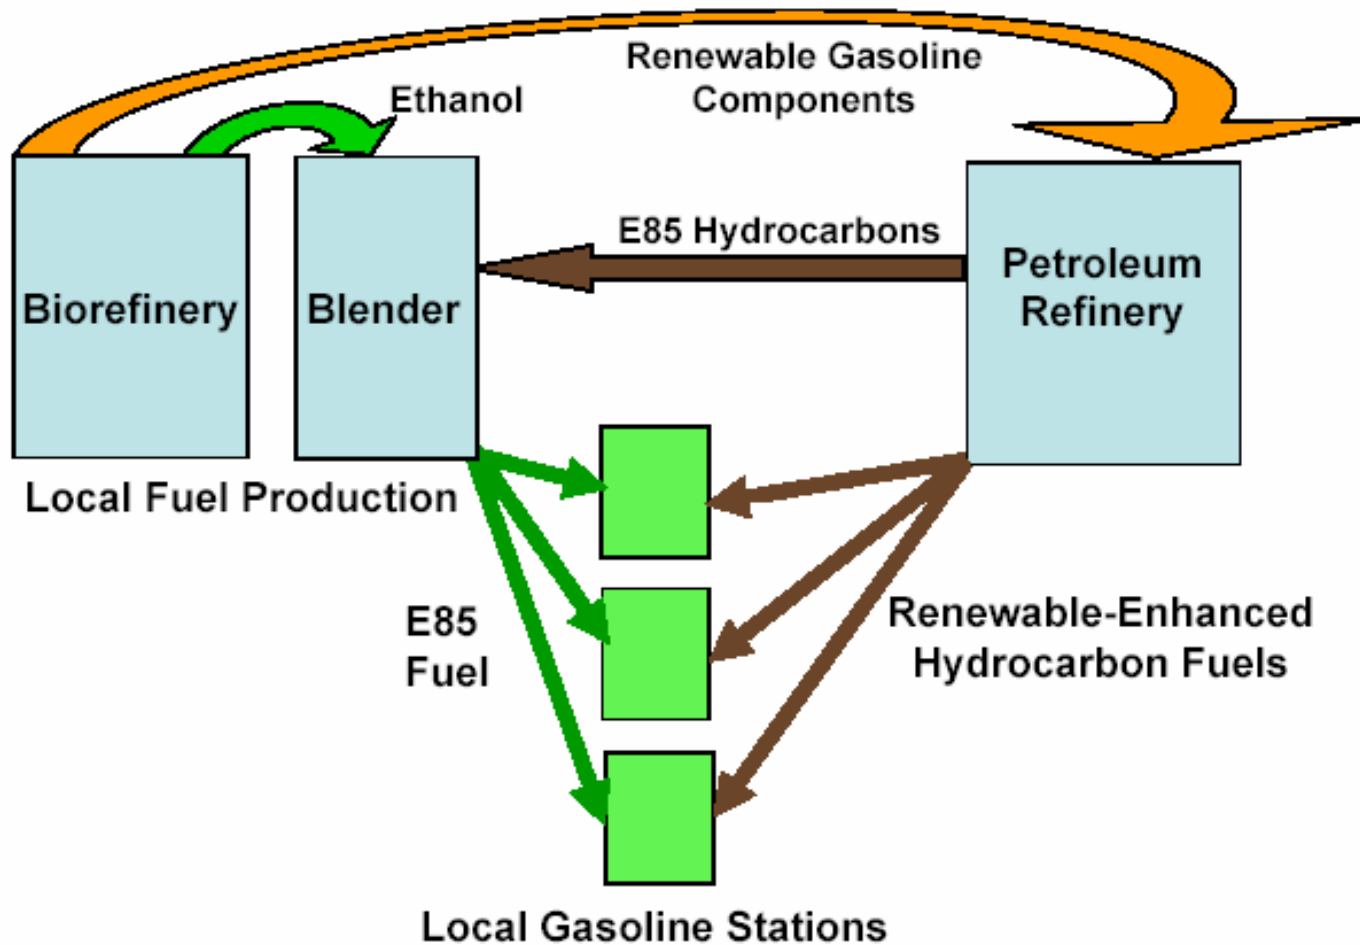 Renewable Gasoline
Components
Ethanol
E85 Hydrocarbons
Biorefinery
Blender
Petroleum
Refinery
Local Fuel Production
E85
Fuel
Renewable-Enhanced
Hydrocarbon Fuels
Local Gasoline Stations